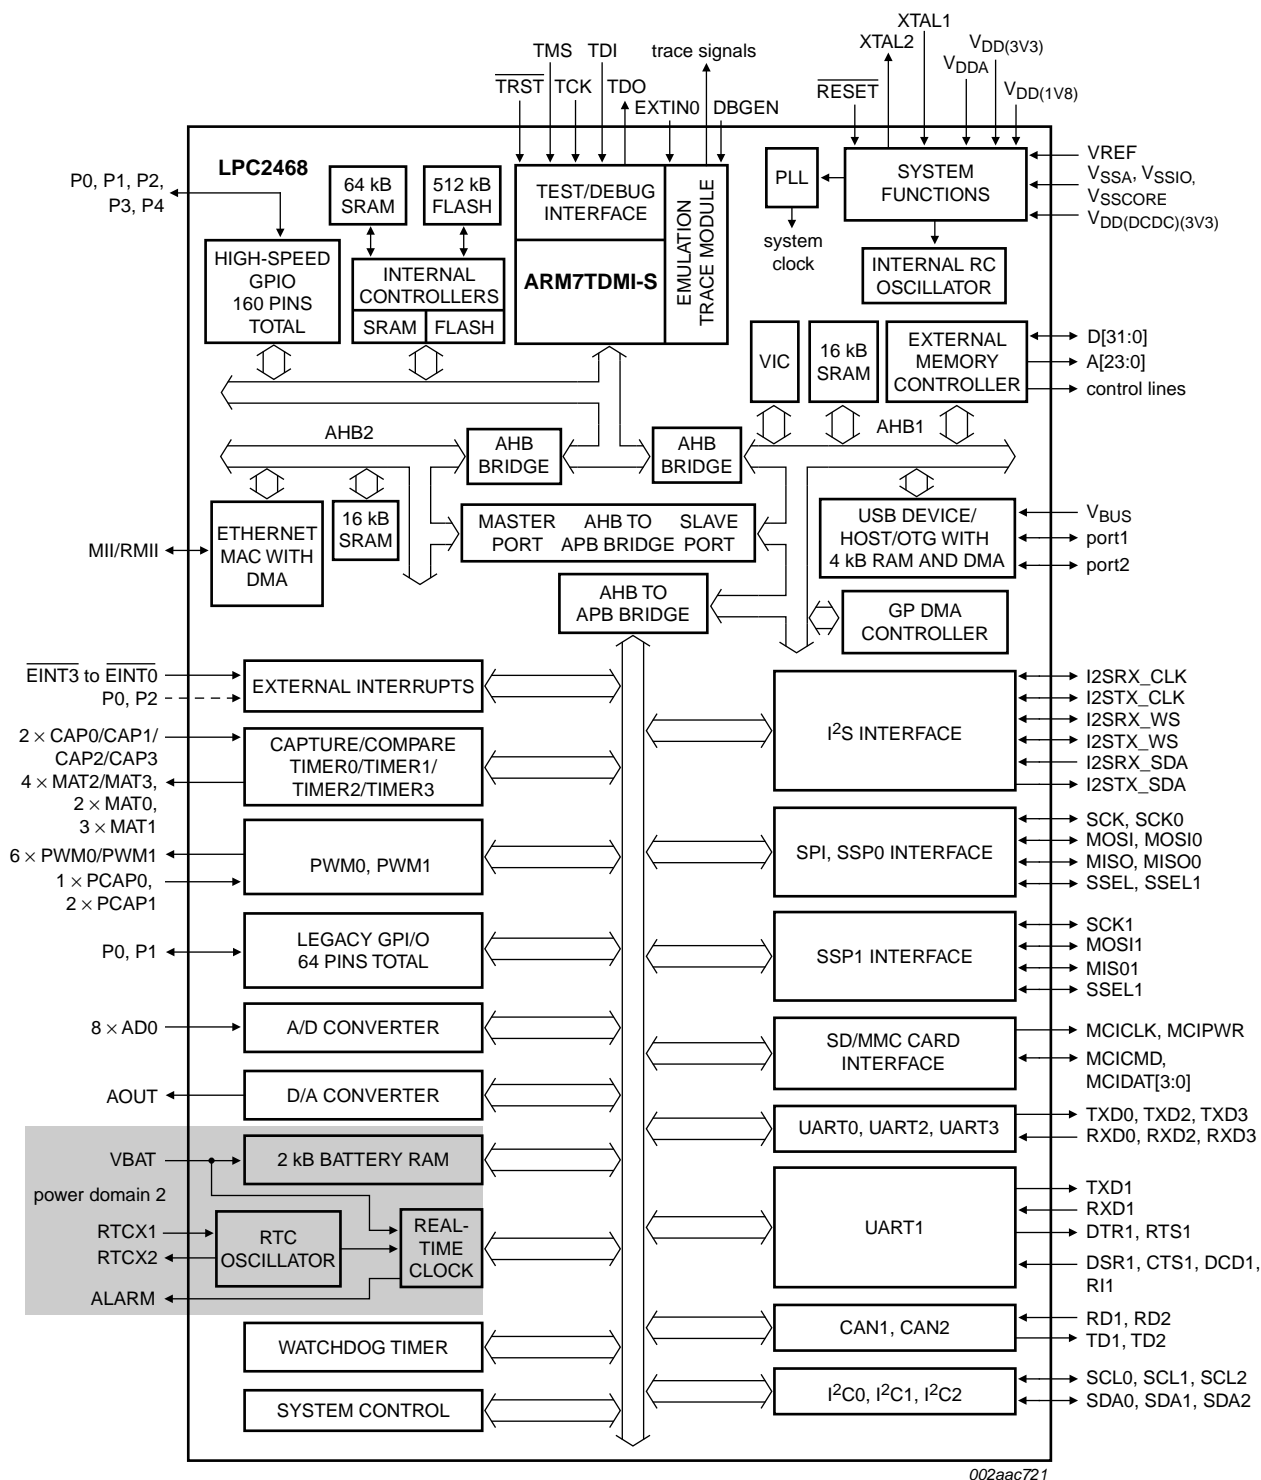 XTAL1
XTAL2
VDD(3V3)
VDDA
VDD(1V8)
RESET
TMS
TDI
trace signals
TRST
TCK
TDO
EXTIN0
DBGEN
LPC2468
P0, P1, P2,
P3, P4
64 kB
SRAM
512 kB
FLASH
TEST/DEBUG
INTERFACE
EMULATION
TRACE MODULE
PLL
SYSTEM
FUNCTIONS
VREF
VSSA, VSSIO,
VSSCORE
VDD(DCDC)(3V3)
system
clock
HIGH-SPEED
GPIO
160 PINS
TOTAL
INTERNAL
CONTROLLERS
SRAM
FLASH
ARM7TDMI-S
INTERNAL RC
OSCILLATOR
VIC
16 kB
SRAM
EXTERNAL
MEMORY
CONTROLLER
D[31:0]
A[23:0]
control lines
AHB2
AHB
BRIDGE
AHB
BRIDGE
AHB1
ETHERNET
MAC WITH
DMA
16 kB
SRAM
MASTER
PORT
AHB TO
APB BRIDGE
SLAVE
PORT
USB DEVICE/
HOST/OTG WITH
4 kB RAM AND DMA
VBUS
port1
port2
MII/RMII
AHB TO
APB BRIDGE
GP DMA
CONTROLLER
EINT3 to EINT0
P0, P2
EXTERNAL INTERRUPTS
I2S INTERFACE
I2SRX_CLK
I2STX_CLK
I2SRX_WS
I2STX_WS
I2SRX_SDA
I2STX_SDA
2 × CAP0/CAP1/
CAP2/CAP3
4 × MAT2/MAT3,
2 × MAT0,
3 × MAT1
CAPTURE/COMPARE
TIMER0/TIMER1/
TIMER2/TIMER3
6 × PWM0/PWM1
1 × PCAP0,
2 × PCAP1
PWM0, PWM1
SPI, SSP0 INTERFACE
SCK, SCK0
MOSI, MOSI0
MISO, MISO0
SSEL, SSEL1
P0, P1
LEGACY GPI/O
64 PINS TOTAL
SSP1 INTERFACE
SCK1
MOSI1
MIS01
SSEL1
8 × AD0
A/D CONVERTER
SD/MMC CARD
INTERFACE
MCICLK, MCIPWR
MCICMD,
MCIDAT[3:0]
AOUT
D/A CONVERTER
UART0, UART2, UART3
TXD0, TXD2, TXD3
RXD0, RXD2, RXD3
VBAT
power domain 2
2 kB BATTERY RAM
RTCX1
RTCX2
RTC
OSCILLATOR
REAL-
TIME
CLOCK
ALARM
UART1
TXD1
RXD1
DTR1, RTS1
DSR1, CTS1, DCD1,
RI1
WATCHDOG TIMER
CAN1, CAN2
RD1, RD2
TD1, TD2
SYSTEM CONTROL
I2C0, I2C1, I2C2
SCL0, SCL1, SCL2
SDA0, SDA1, SDA2
002aac721